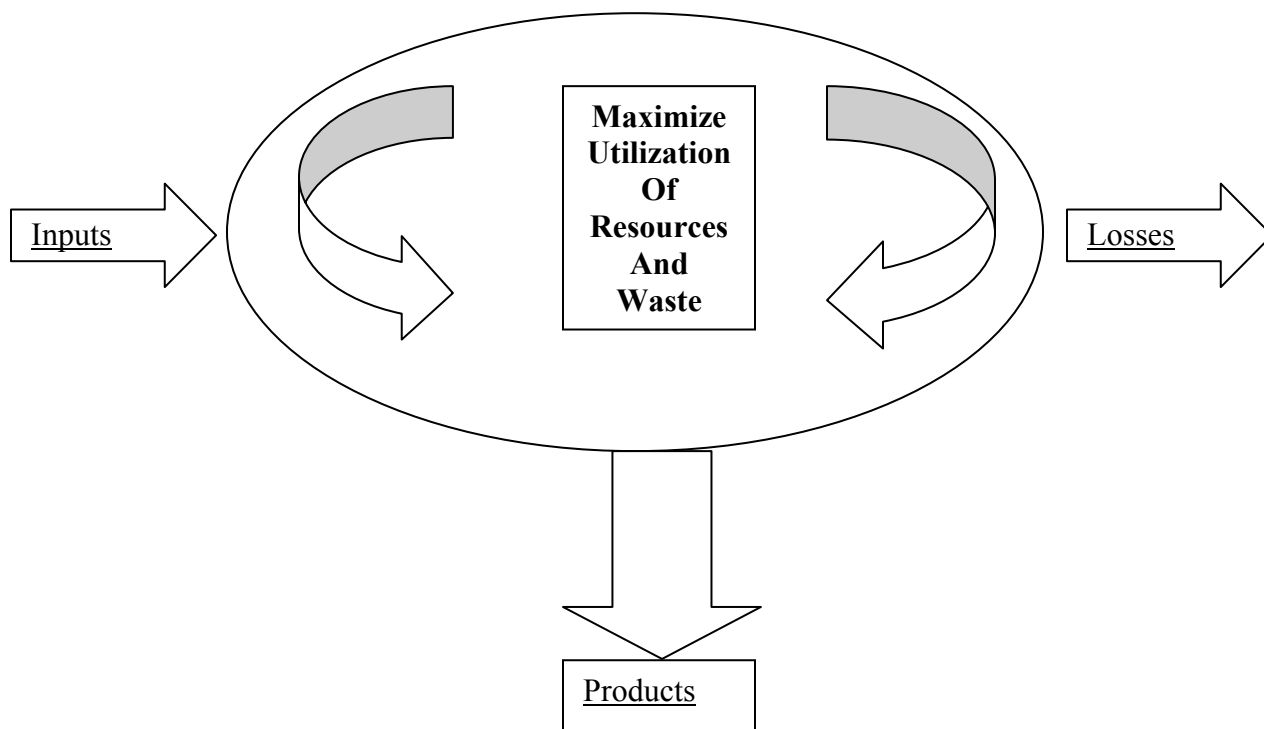 Inputs
Maximize
Utilization
Of
Resources
And
Waste
Losses
Products